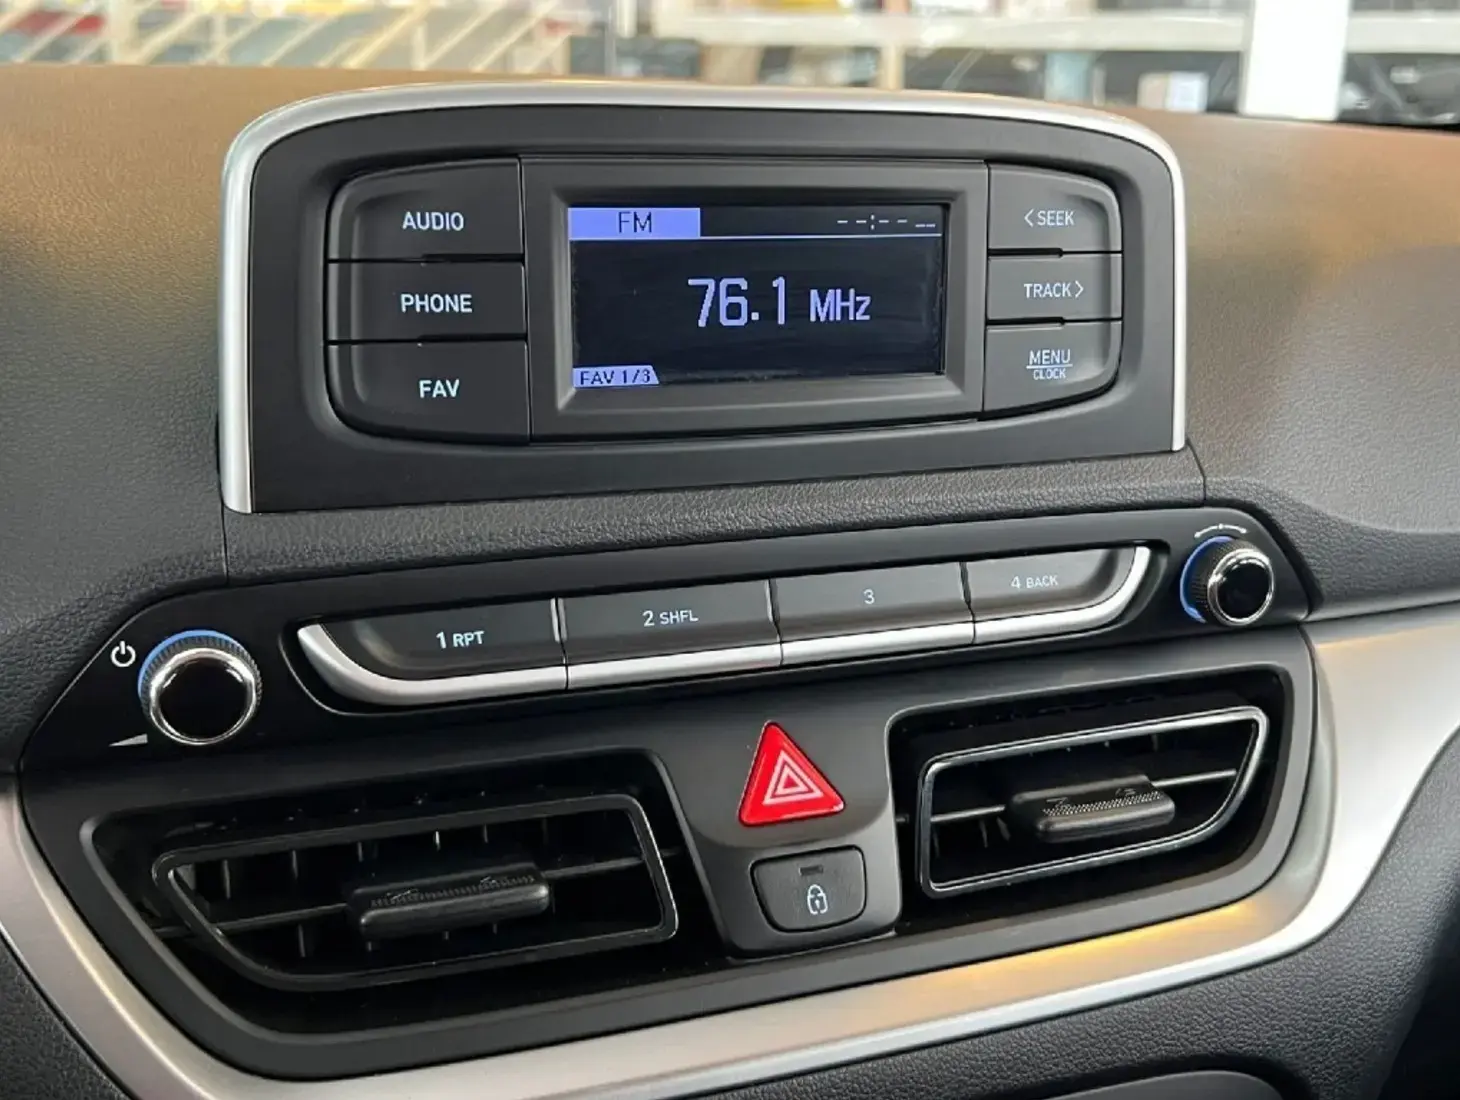 AUDIO
PHONE
FAV
FM
--:-- --
76.1 MHz
FAV 1/3
<SEEK
TRACK>
MENU
CLOCK
1 RPT
2 SHFL
3
4 BACK